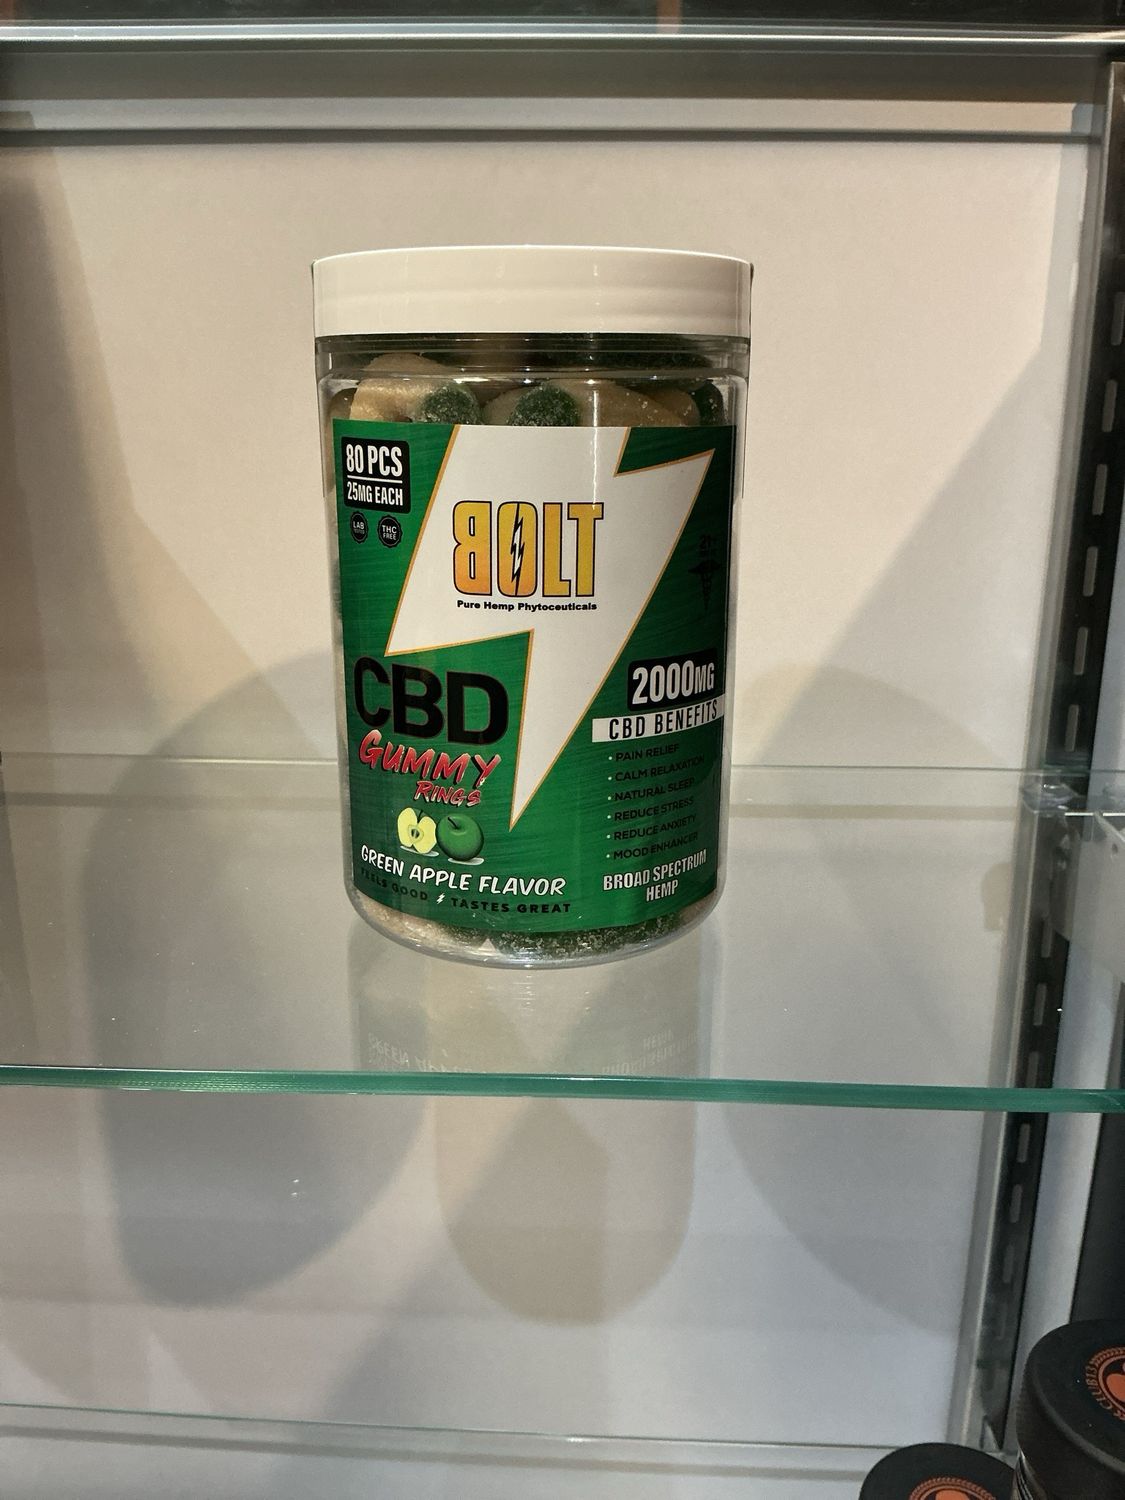 80 PCS
25MG EACH
LAB
TESTED
THC
FREE
BOLT
Pure Hemp Phytoceuticals
CBD
GUMMY
RINGS
GREEN APPLE FLAVOR
FEELS GOOD TASTES GREAT
2000MG
CBD BENEFITS
• PAIN RELIEF
• CALM RELAXATION
• NATURAL SLEEP
• REDUCE STRESS
• REDUCE ANXIETY
• MOOD ENHANCER
BROAD SPECTRUM
HEMP
CLUB13